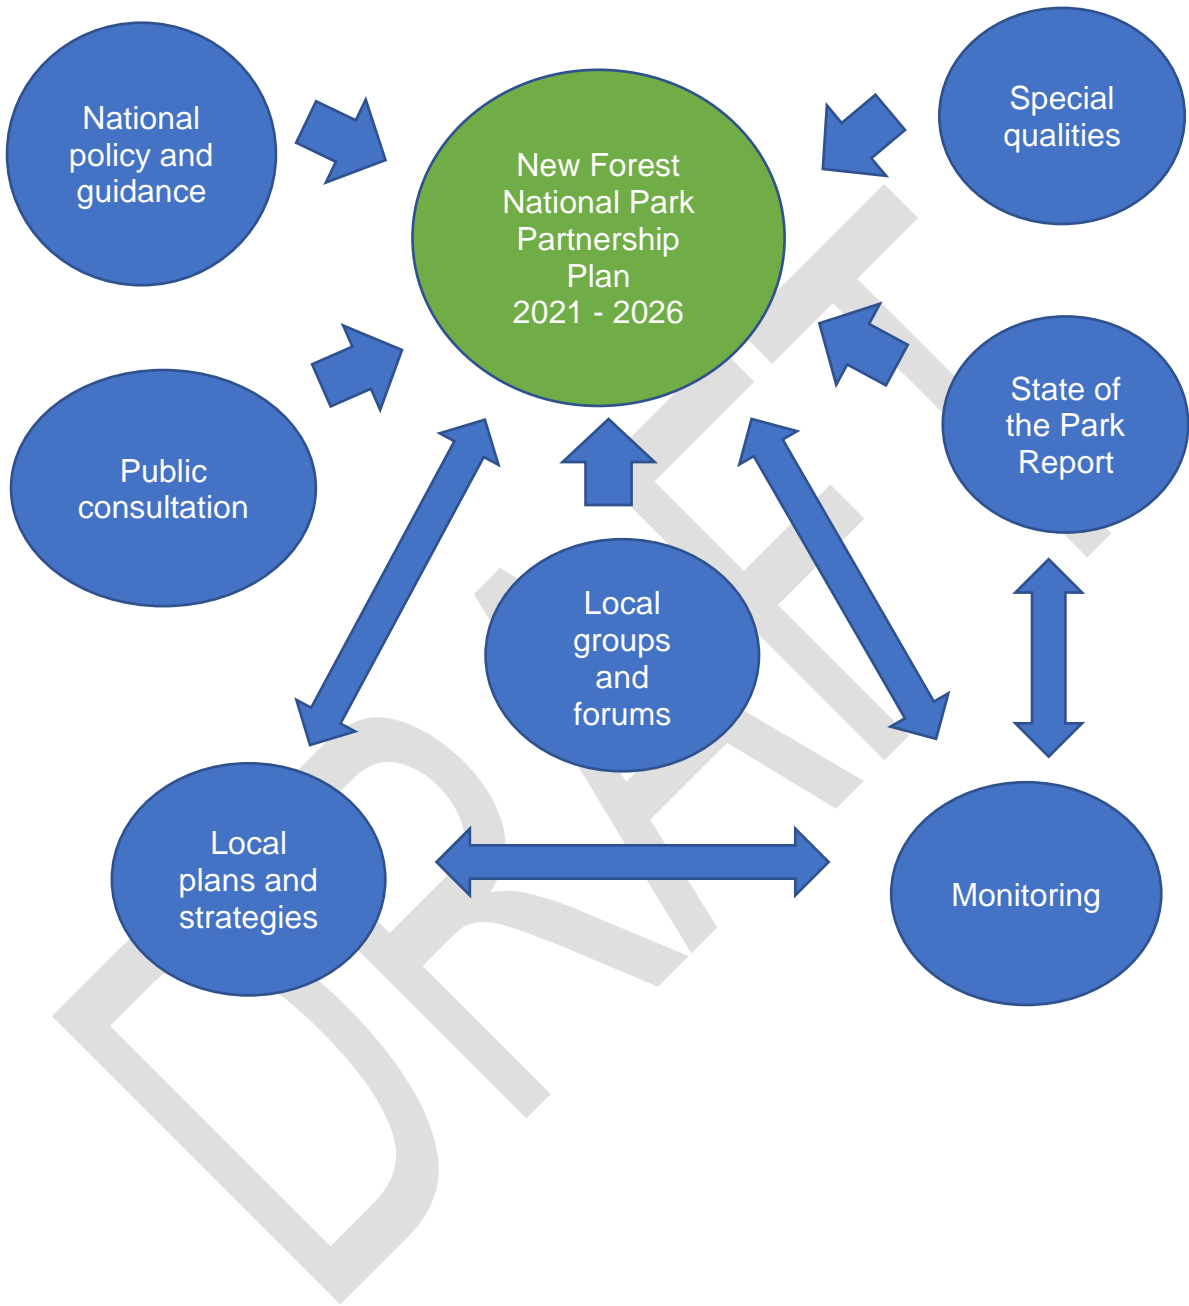 National
policy and
guidance
New Forest
National Park
Partnership
Plan
2021 - 2026
Special
qualities
Public
consultation
State of
the Park
Report
Local
groups
and
forums
Local
plans and
strategies
Monitoring
DRAFT